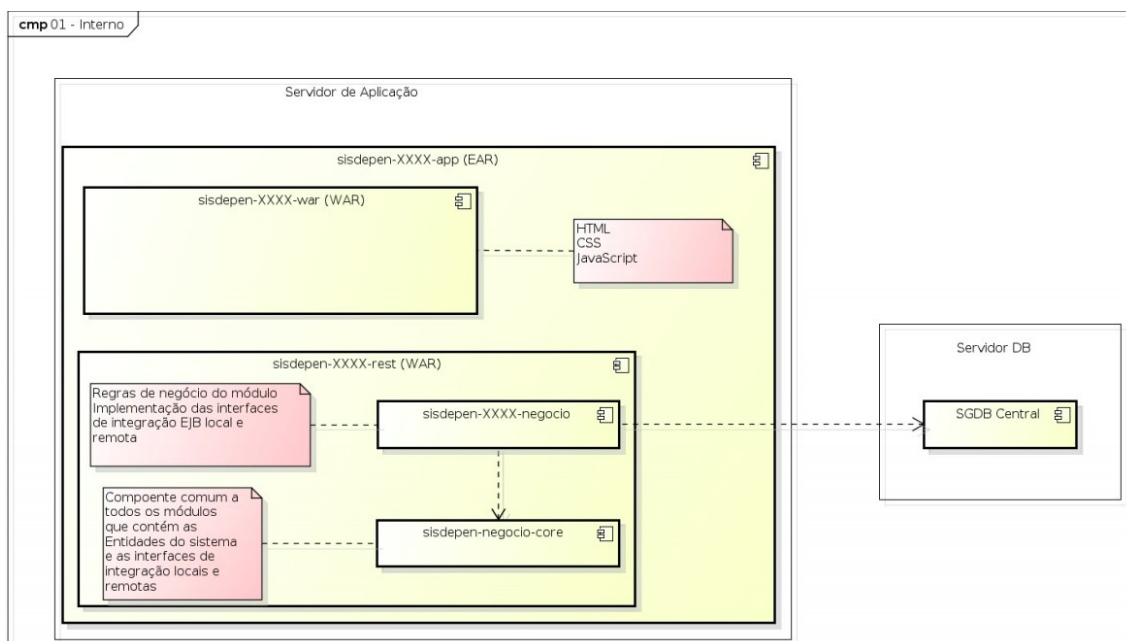 cmp 01 - Interno
Servidor de Aplicação
sisdepen-XXXX-app (EAR)
sisdepen-XXXX-war (WAR)
HTML
CSS
JavaScript
sisdepen-XXXX-rest (WAR)
Regras de negócio do módulo
Implementação das interfaces
de integração EJB local e
remota
sisdepen-XXXX-negocio
Compoente comum a
todos os módulos
que contém as
Entidades do sistema
e as interfaces de
integração locais e
remotas
sisdepen-negocio-core
Servidor DB
SGDB Central